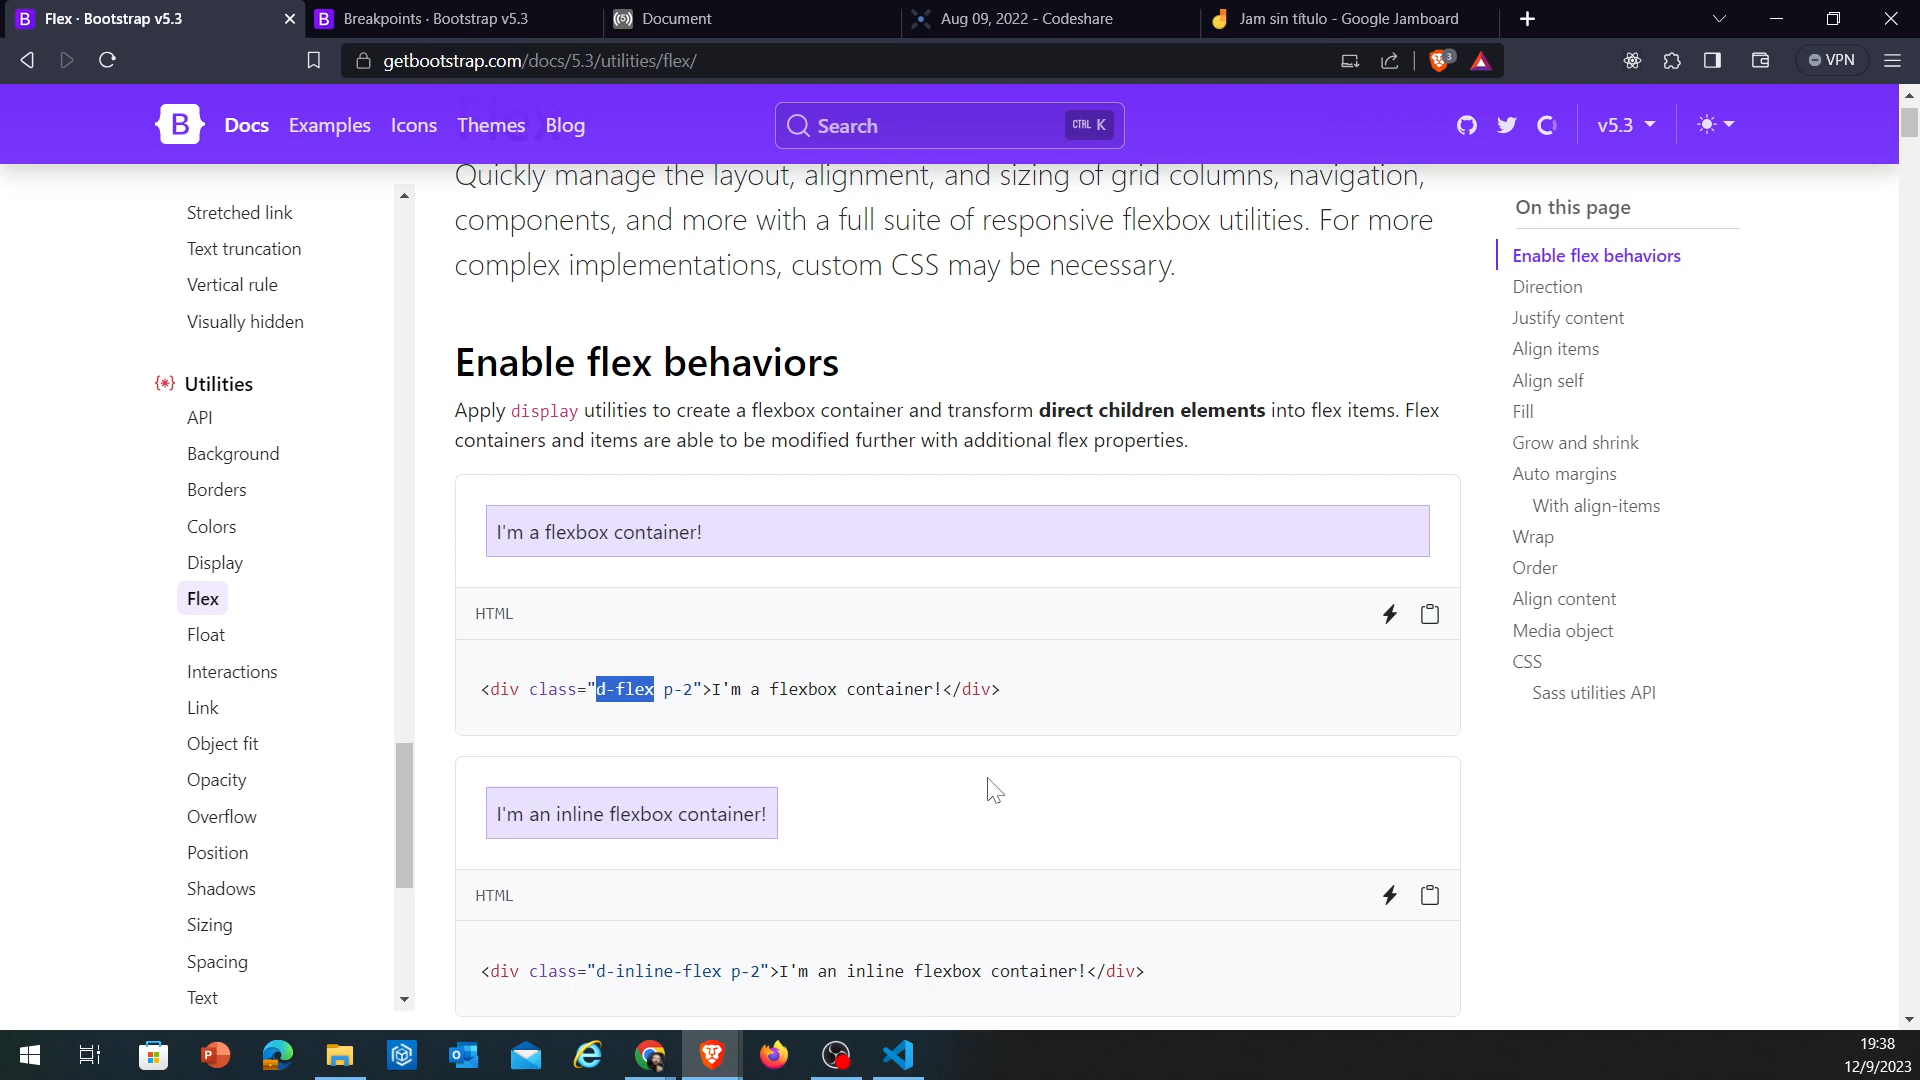 Flex · Bootstrap v5.3
Breakpoints · Bootstrap v5.3
Document
Aug 09, 2022 - Codeshare
Jam sin título - Google Jamboard
getbootstrap.com/docs/5.3/utilities/flex/
3
VPN
B
Docs
Examples
Icons
Themes
Blog
Search
CTRL K
v5.3
Stretched link
Text truncation
Vertical rule
Visually hidden
Utilities
API
Background
Borders
Colors
Display
Flex
Float
Interactions
Link
Object fit
Opacity
Overflow
Position
Shadows
Sizing
Spacing
Text
Quickly manage the layout, alignment, and sizing of grid columns, navigation,
components, and more with a full suite of responsive flexbox utilities. For more
complex implementations, custom CSS may be necessary.
Enable flex behaviors
Apply display utilities to create a flexbox container and transform direct children elements into flex items. Flex
containers and items are able to be modified further with additional flex properties.
I'm a flexbox container!
HTML
<div class="d-flex p-2">I'm a flexbox container!</div>
I'm an inline flexbox container!
HTML
<div class="d-inline-flex p-2">I'm an inline flexbox container!</div>
On this page
Enable flex behaviors
Direction
Justify content
Align items
Align self
Fill
Grow and shrink
Auto margins
With align-items
Wrap
Order
Align content
Media object
CSS
Sass utilities API
19:38
12/9/2023